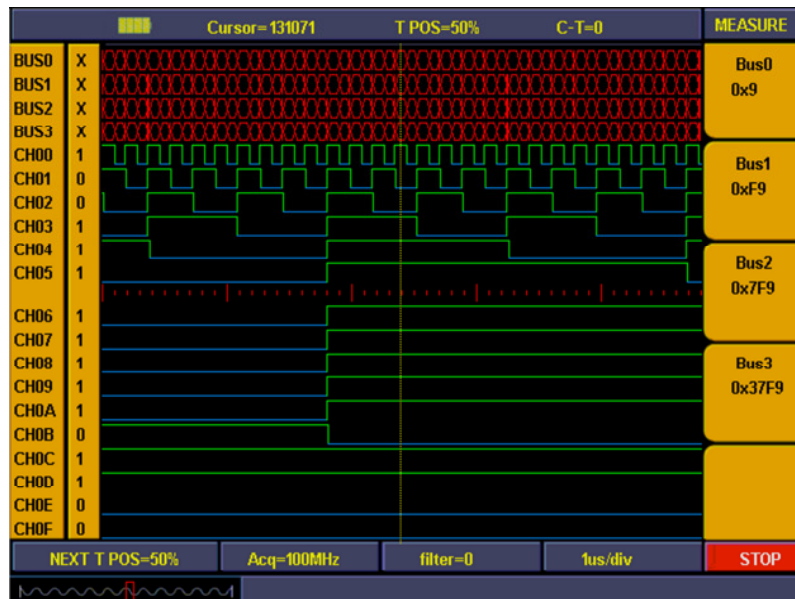 Cursor=131071 T POS=50% C-T=0 MEASURE
BUS0 X
BUS1 X
BUS2 X
BUS3 X
CH00 1
CH01 0
CH02 0
CH03 1
CH04 1
CH05 1
CH06 1
CH07 1
CH08 1
CH09 1
CH0A 1
CH0B 0
CH0C 1
CH0D 1
CH0E 0
CH0F 0
Bus0
0x9
Bus1
0xF9
Bus2
0x7F9
Bus3
0x37F9
NEXT T POS=50% Acq=100MHz filter=0 1us/div STOP